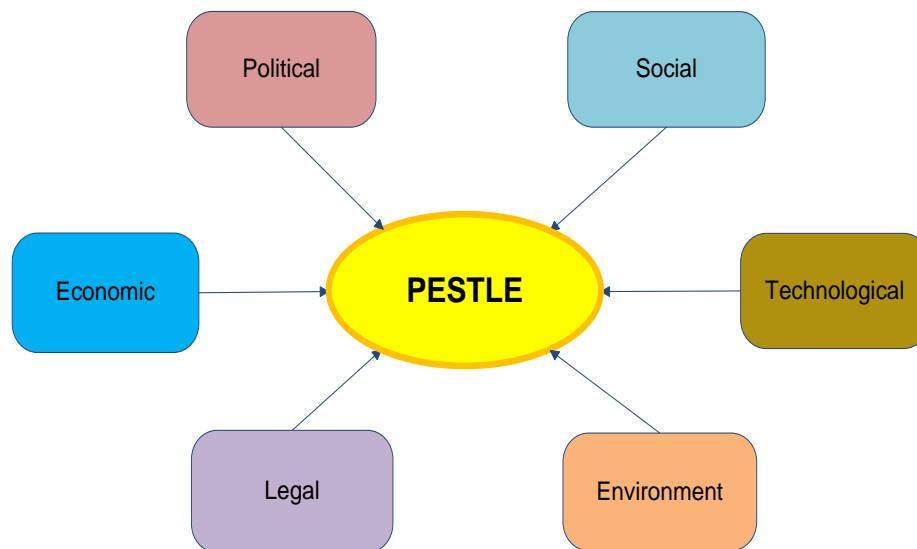 Political
Social
Economic
PESTLE
Technological
Legal
Environment